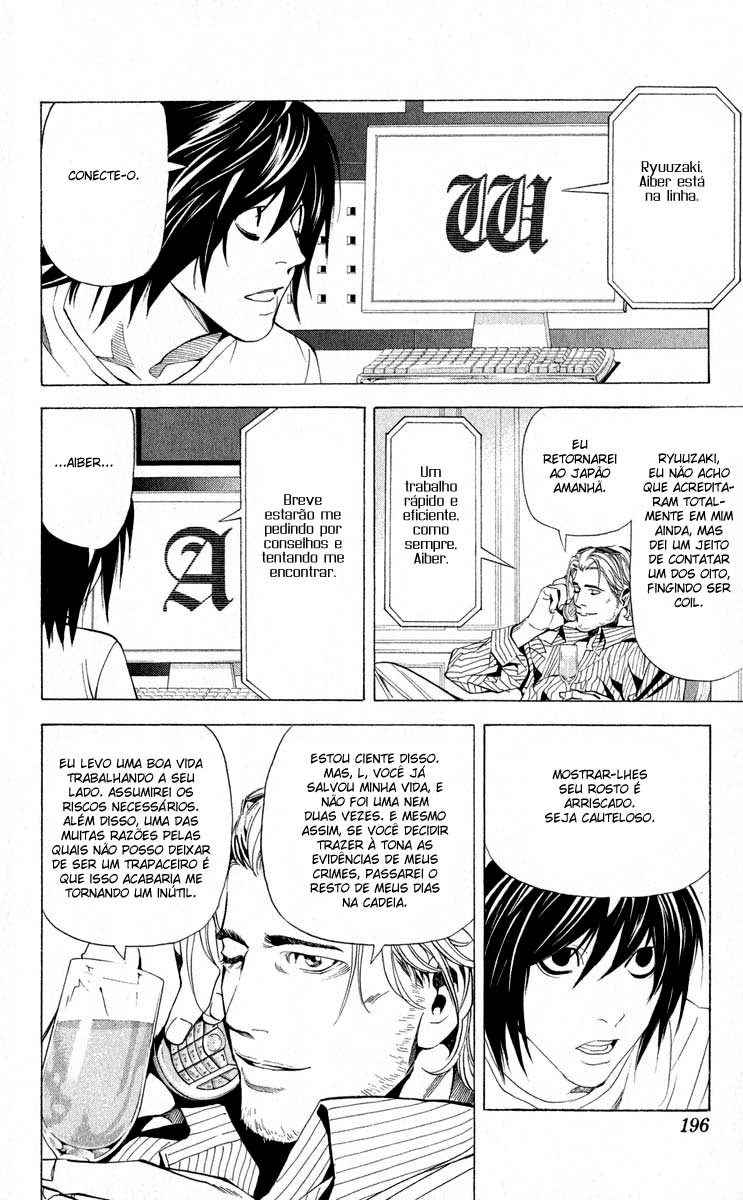 Ryuuzaki.
Aiber está
na linha.
W
CONECTE-O.
RYUUZAKI,
EU NÃO ACHO
QUE ACREDITA-
RAM TOTAL-
MENTE EM MIM
AINDA, MAS
DEI UM JEITO
DE CONTATAR
UM DOS OITO,
FINGINDO SER
COIL.
EU
RETORNAREI
AO JAPÃO
AMANHÃ.
Um
trabalho
rápido e
eficiente,
como
sempre,
Aiber.
Breve
estarão me
pedindo por
conselhos e
tentando me
encontrar.
A
...AIBER...
MOSTRAR-LHES
SEU ROSTO É
ARRISCADO.
SEJA CAUTELOSO.
ESTOU CIENTE DISSO.
MAS, L, VOCÊ JÁ
SALVOU MINHA VIDA, E
NÃO FOI UMA NEM
DUAS VEZES. E MESMO
ASSIM, SE VOCÊ DECIDIR
TRAZER À TONA AS
EVIDÊNCIAS DE MEUS
CRIMES, PASSAREI O
RESTO DE MEUS DIAS
NA CADEIA.
EU LEVO UMA BOA VIDA
TRABALHANDO A SEU
LADO. ASSUMIREI OS
RISCOS NECESSÁRIOS.
ALÉM DISSO, UMA DAS
MUITAS RAZÕES PELAS
QUAIS NÃO POSSO DEIXAR
DE SER UM TRAPACEIRO É
QUE ISSO ACABARIA ME
TORNANDO UM INÚTIL.
196